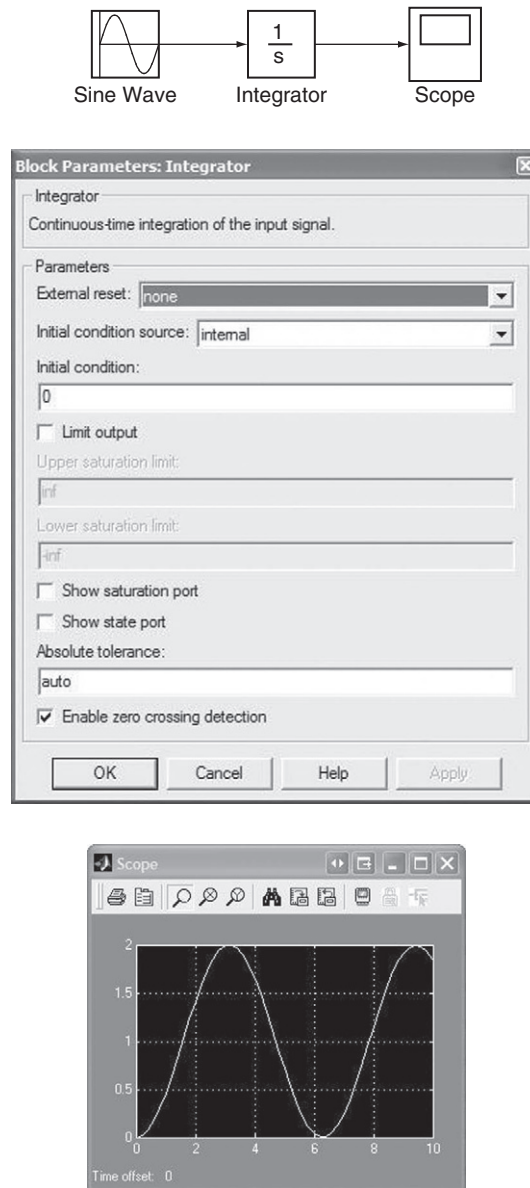 1
s
Sine Wave Integrator Scope
Block Parameters: Integrator
Integrator
Continuous-time integration of the input signal.
Parameters
External reset: none
Initial condition source: internal
Initial condition:
0
Limit output
Upper saturation limit:
inf
Lower saturation limit:
-inf
Show saturation port
Show state port
Absolute tolerance:
auto
Enable zero crossing detection
OK Cancel Help Apply
Scope
2
1.5
1
0.5
0
0 2 4 6 8 10
Time offset: 0